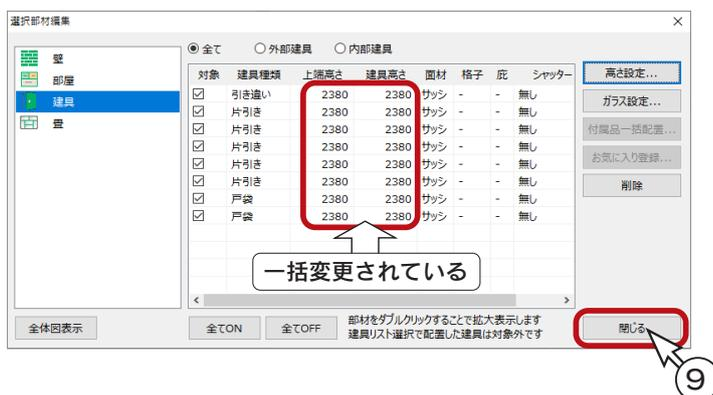 選択部材編集
×
壁
部屋
建具
畳
全て 外部建具 内部建具
対象 建具種類 上端高さ 建具高さ 面材 格子 庇 シャッター
引き違い 2380 2380 サッシ - - 無し
片引き 2380 2380 サッシ - - 無し
片引き 2380 2380 サッシ - - 無し
片引き 2380 2380 サッシ - - 無し
片引き 2380 2380 サッシ - - 無し
片引き 2380 2380 サッシ - - 無し
戸袋 2380 2380 サッシ - - 無し
戸袋 2380 2380 サッシ - - 無し
高さ設定...
ガラス設定...
付属品一括配置...
お気に入り登録...
削除
一括変更されている
全体図表示
全てON 全てOFF
部材をダブルクリックすることで拡大表示します
建具リスト選択で配置した建具は対象外です
閉じる
⑨